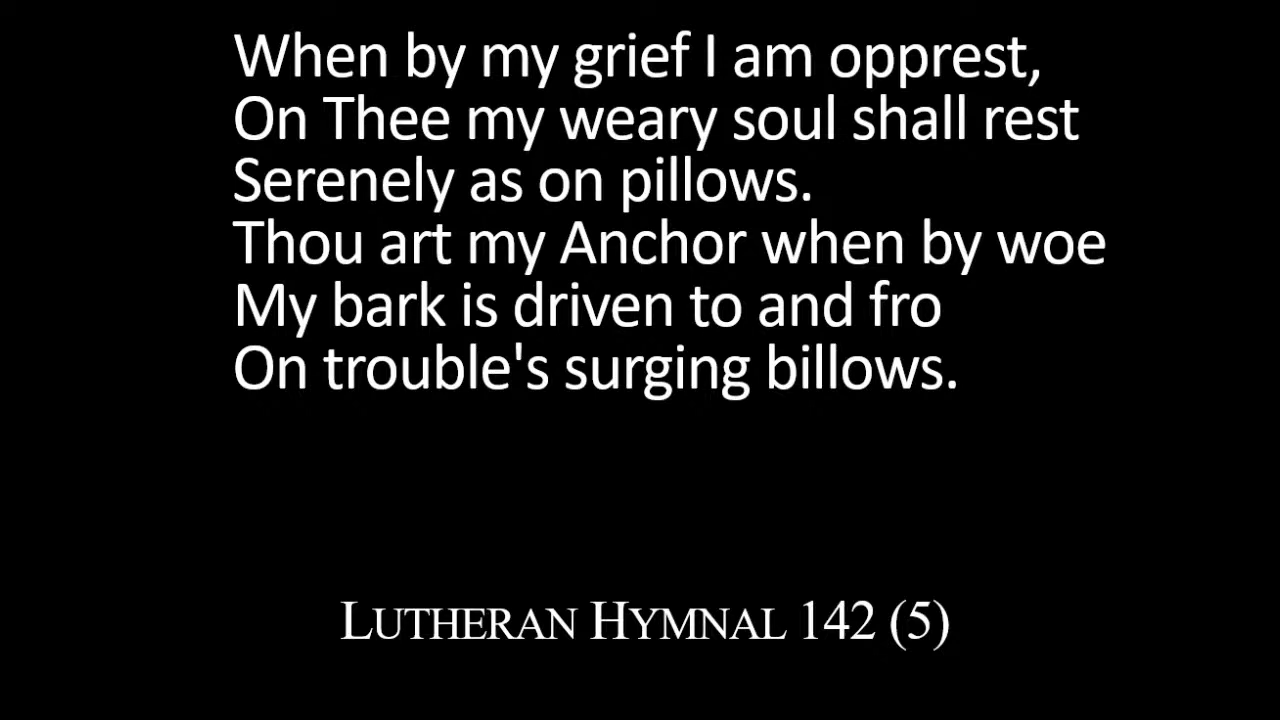 When by my grief I am opprest,
On Thee my weary soul shall rest
Serenely as on pillows.
Thou art my Anchor when by woe
My bark is driven to and fro
On trouble's surging billows.
LUTHERAN HYMNAL 142 (5)